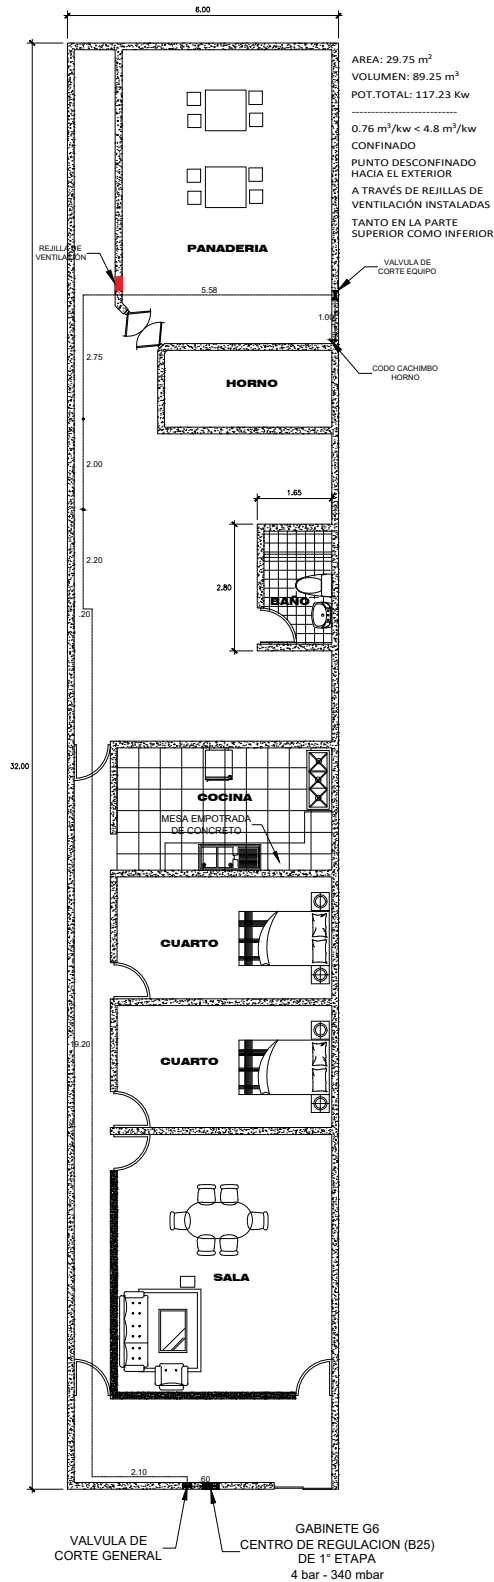 6.00
AREA: 29.75 m²
VOLUMEN: 89.25 m³
POT.TOTAL: 117.23 Kw
--------------------------
0.76 m³/kw < 4.8 m³/kw
CONFINADO
PUNTO DESCONFINADO
HACIA EL EXTERIOR
A TRAVÉS DE REJILLAS DE
VENTILACIÓN INSTALADAS
TANTO EN LA PARTE
SUPERIOR COMO INFERIOR
PANADERIA
REJILLA DE
VENTILACIÓN
VALVULA DE
CORTE EQUIPO
5.58
1.00
2.75
CODO CACHIMBO
HORNO
HORNO
2.00
1.65
2.20
2.80
BAÑO
.20
32.00
COCINA
MESA EMPOTRADA
DE CONCRETO
CUARTO
19.20
CUARTO
SALA
2.10
.60
VALVULA DE
CORTE GENERAL
GABINETE G6
CENTRO DE REGULACION (B25)
DE 1° ETAPA
4 bar - 340 mbar